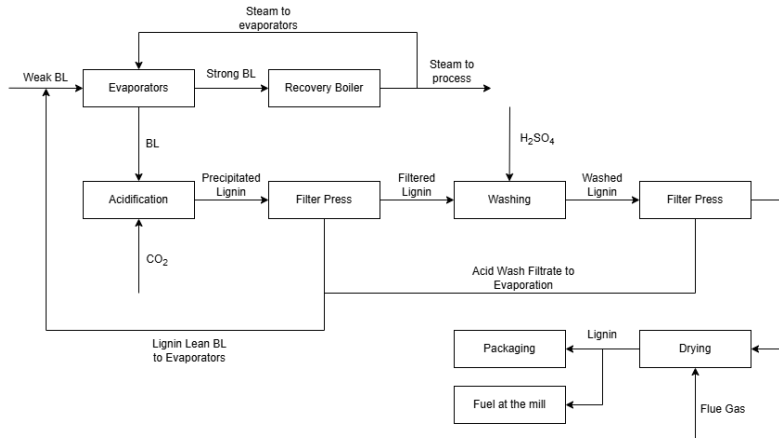 Steam to
evaporators
Weak BL
Evaporators
Strong BL
Recovery Boiler
Steam to
process
BL
H₂SO₄
Acidification
Precipitated
Lignin
Filter Press
Filtered
Lignin
Washing
Washed
Lignin
Filter Press
CO₂
Acid Wash Filtrate to
Evaporation
Lignin Lean BL
to Evaporators
Packaging
Lignin
Drying
Fuel at the mill
Flue Gas